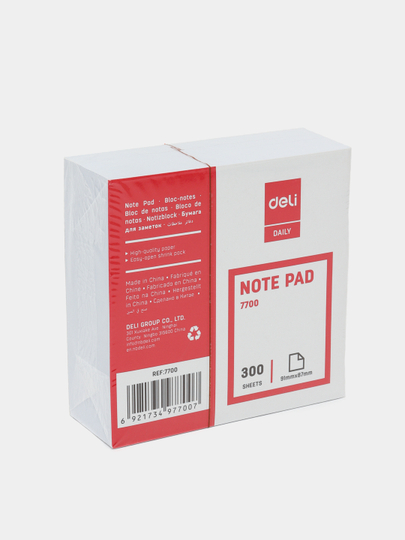 Note Pad · Bloc-notes ·
Bloc de notas · Bloco de
notas · Notizblock · Бумага
для заметок ·
• High-quality paper
• Easy-open shrink pack
Made in China • Fabriqué en
Chine • Fabricado en China •
Feito na China • Hergestellt
in China • Сделано в Китае •
DELI GROUP CO., LTD.
REF:7700
6 921734 977007
deli
DAILY
NOTE PAD
7700
300
SHEETS
91mmx87mm